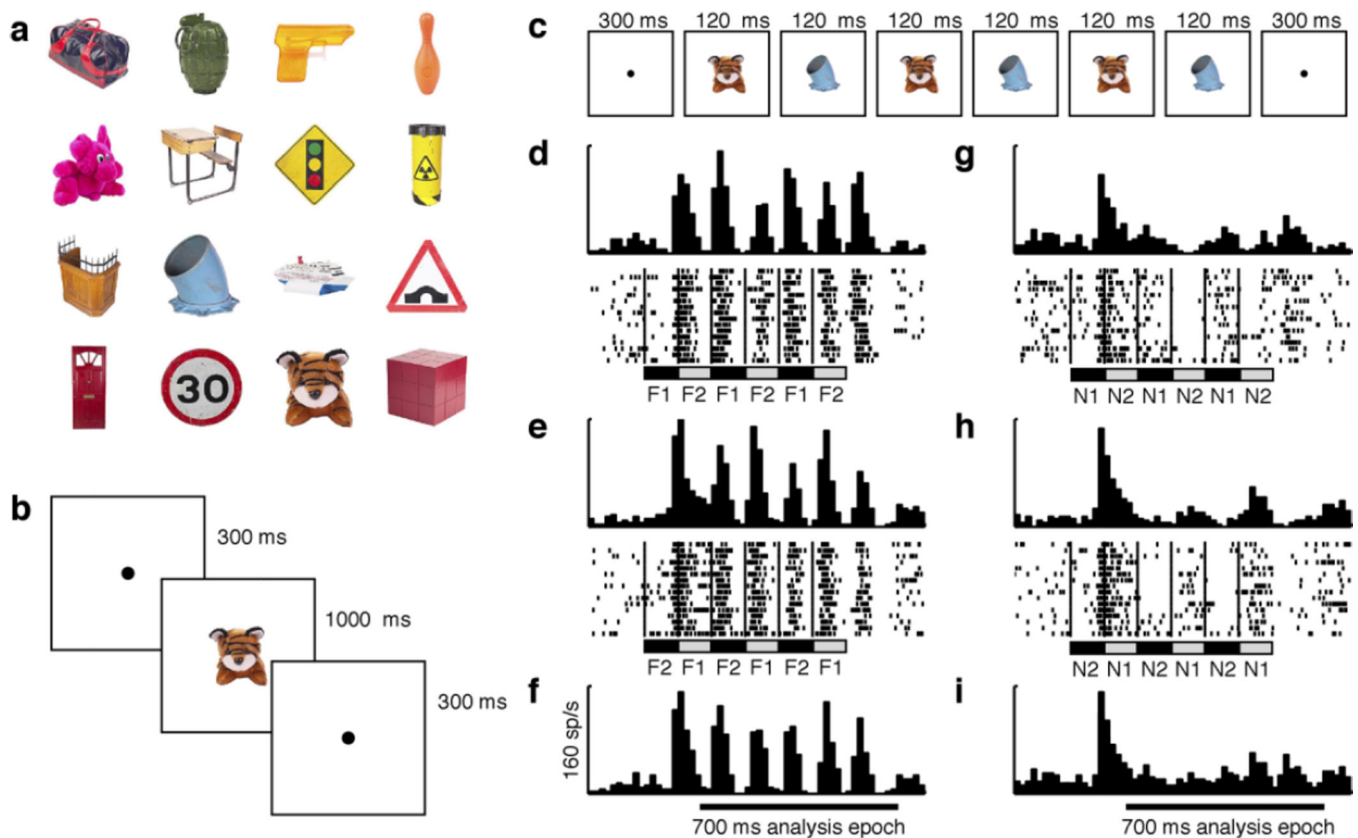 a
30
b
300 ms
1000 ms
300 ms
c
300 ms 120 ms 120 ms 120 ms 120 ms 120 ms 120 ms 300 ms
d
F1 F2 F1 F2 F1 F2
e
F2 F1 F2 F1 F2 F1
f
160 sp/s
700 ms analysis epoch
g
N1 N2 N1 N2 N1 N2
h
N2 N1 N2 N1 N2 N1
i
700 ms analysis epoch